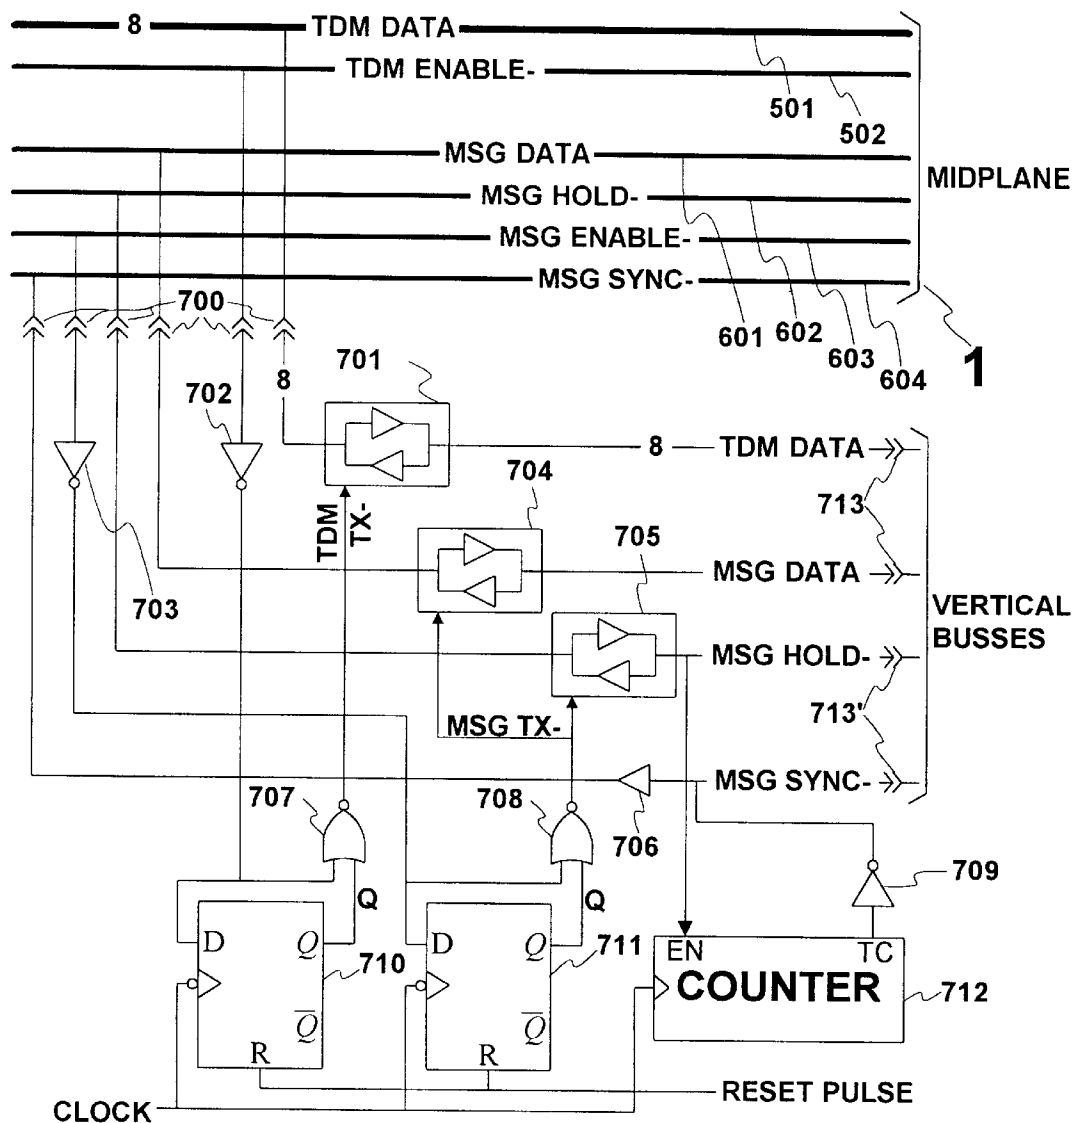 8 TDM DATA
TDM ENABLE-
501
502
MSG DATA
MIDPLANE
MSG HOLD-
MSG ENABLE-
MSG SYNC-
700
601
602
603
604
1
701
8
702
8 TDM DATA
704
713
TDM
TX-
705
MSG DATA
703
VERTICAL
BUSSES
MSG HOLD-
MSG TX-
713'
MSG SYNC-
707
708
706
709
Q
Q
D
Q
710
D
Q
711
EN
TC
COUNTER
712
Q
Q
R
R
RESET PULSE
CLOCK